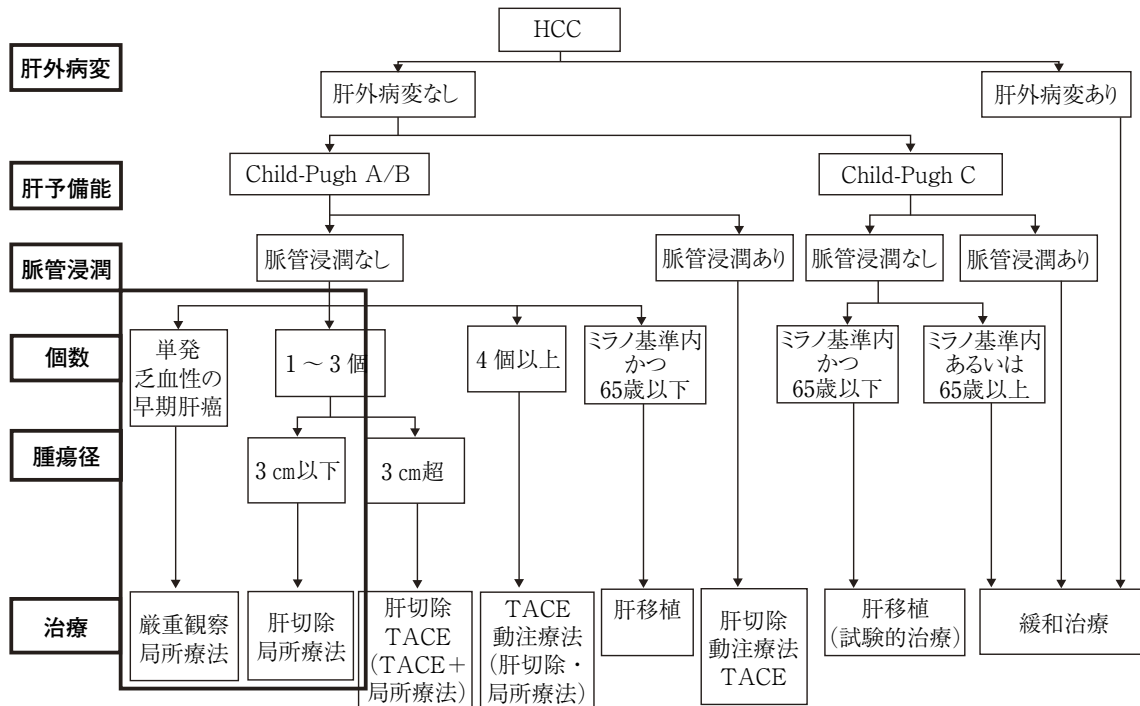 HCC
肝外病変
肝外病変なし
肝外病変あり
肝予備能
Child-Pugh A/B
Child-Pugh C
脈管浸潤
脈管浸潤なし
脈管浸潤あり
脈管浸潤なし
脈管浸潤あり
個数
単発
乏血性の
早期肝癌
1～3個
4個以上
ミラノ基準内
かつ
65歳以下
ミラノ基準内
かつ
65歳以下
ミラノ基準内
あるいは
65歳以上
腫瘍径
3 cm以下
3 cm超
治療
厳重観察
局所療法
肝切除
局所療法
肝切除
TACE
(TACE＋
局所療法)
TACE
動注療法
(肝切除・
局所療法)
肝移植
肝切除
動注療法
TACE
肝移植
(試験的治療)
緩和治療